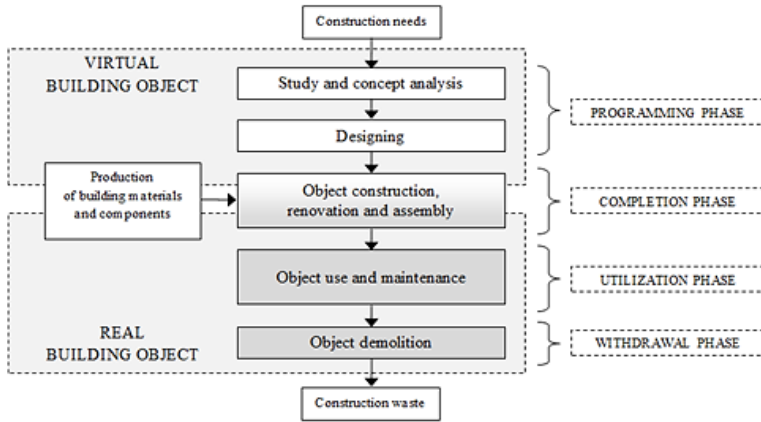 Construction needs
VIRTUAL
BUILDING OBJECT
Study and concept analysis
PROGRAMMING PHASE
Designing
Production
of building materials
and components
Object construction,
renovation and assembly
COMPLETION PHASE
Object use and maintenance
UTILIZATION PHASE
REAL
BUILDING OBJECT
Object demolition
WITHDRAWAL PHASE
Construction waste